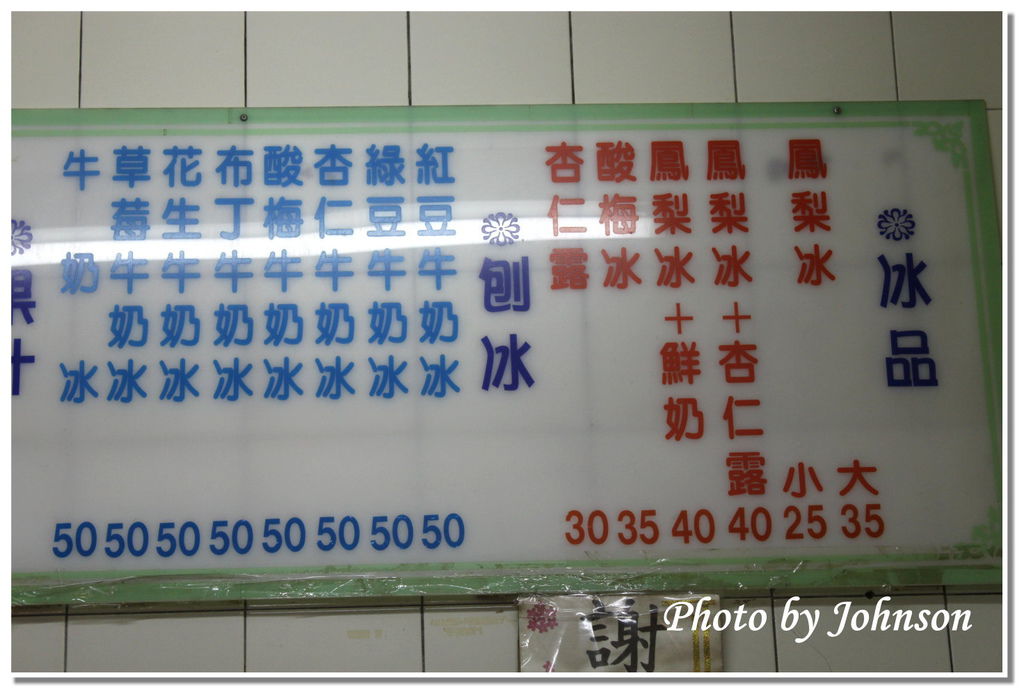 冰品
鳳梨冰 大 35
小 25
鳳梨冰+杏仁露 40
鳳梨冰+鮮奶 40
酸梅冰 35
杏仁露 30
刨冰
紅豆牛奶冰 50
綠豆牛奶冰 50
杏仁牛奶冰 50
酸梅牛奶冰 50
布丁牛奶冰 50
花生牛奶冰 50
草莓牛奶冰 50
牛奶冰 50
謝
Photo by Johnson